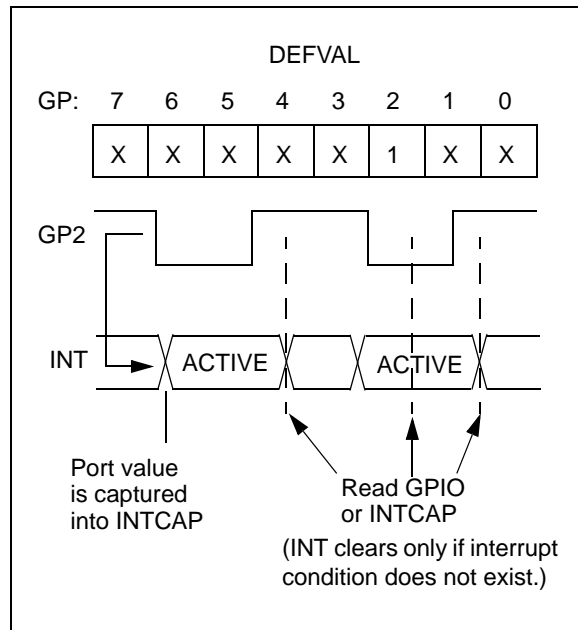 DEFVAL
GP: 7 6 5 4 3 2 1 0
X X X X X 1 X X
GP2
INT ACTIVE ACTIVE
Port value
is captured
into INTCAP
Read GPIO
or INTCAP
(INT clears only if interrupt
condition does not exist.)